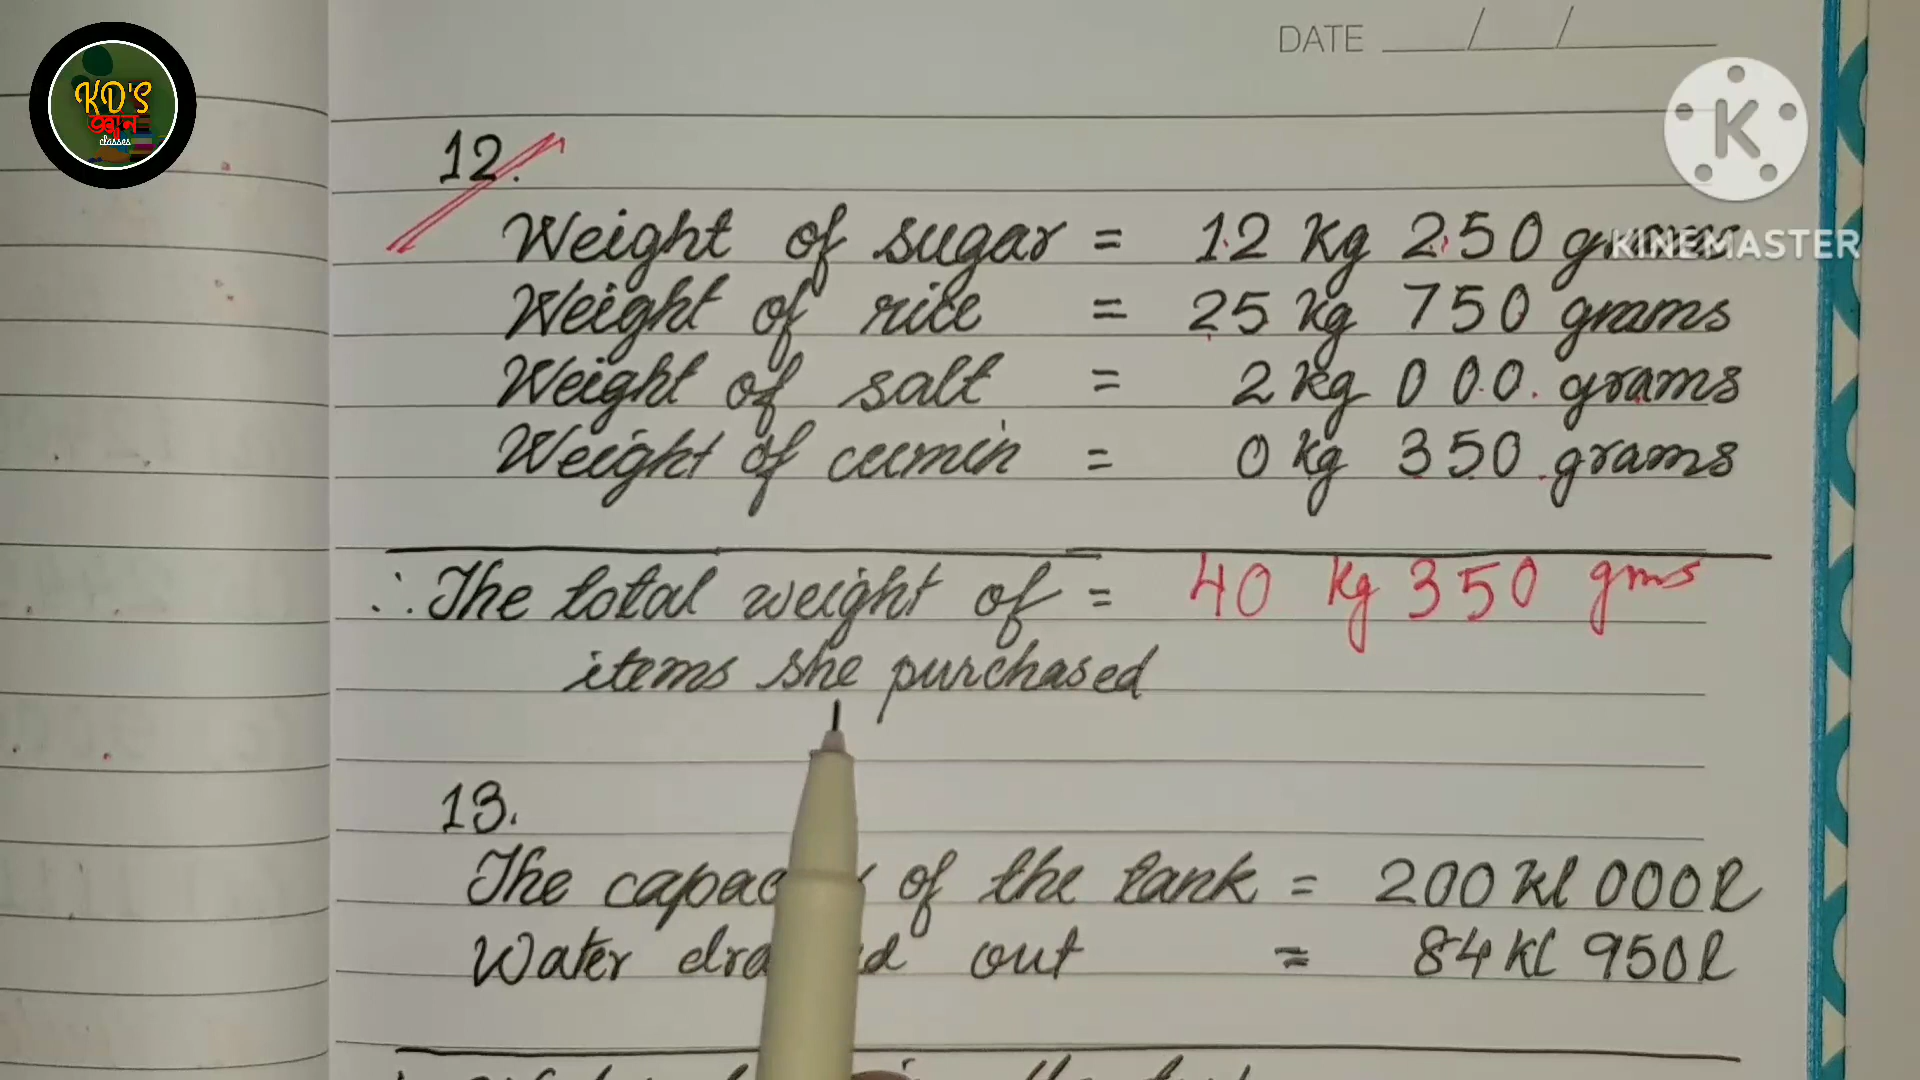 KD'S
জ্ঞান
classes
DATE / /
K
KINEMASTER
12.
Weight of sugar = 12 kg 250 grams
Weight of rice = 25 kg 750 grams
Weight of salt = 2 kg 000 grams
Weight of cumin = 0 kg 350 grams
∴ The total weight of = 40 kg 350 gms
items she purchased
13.
The capac of the tank = 200 kl 000 l
Water out = 84 kl 950 l